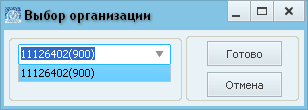 Выбор организации
11126402(900)
11126402(900)
Готово
Отмена